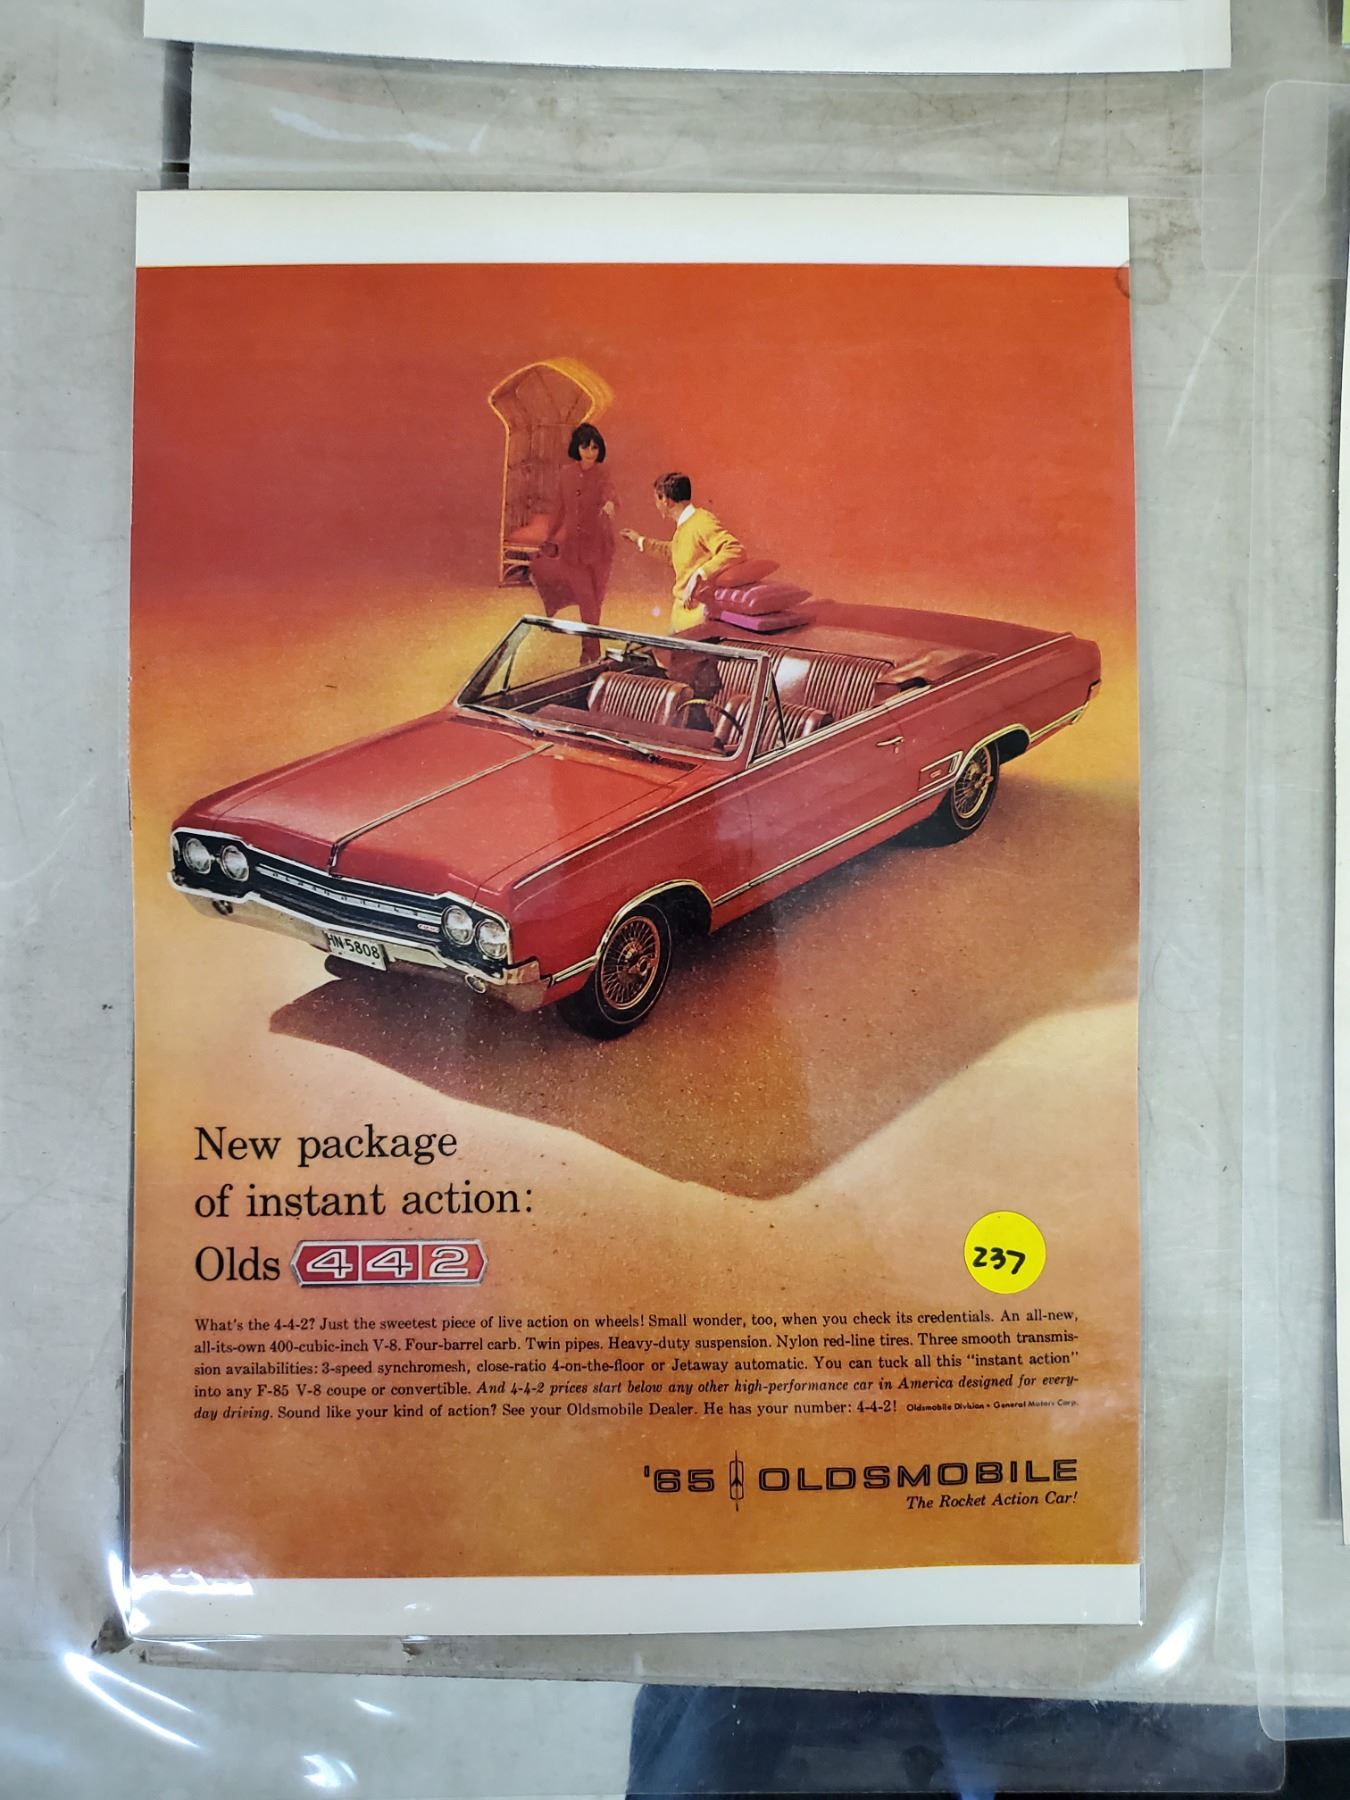 OLDSMOBILE
HN-5808
New package
of instant action:
Olds 442
237
What's the 4-4-2? Just the sweetest piece of live action on wheels! Small wonder, too, when you check its credentials. An all-new,
all-its-own 400-cubic-inch V-8. Four-barrel carb. Twin pipes. Heavy-duty suspension. Nylon red-line tires. Three smooth transmis-
sion availabilities: 3-speed synchromesh, close-ratio 4-on-the-floor or Jetaway automatic. You can tuck all this "instant action"
into any F-85 V-8 coupe or convertible. And 4-4-2 prices start below any other high-performance car in America designed for every-
day driving. Sound like your kind of action? See your Oldsmobile Dealer. He has your number: 4-4-2! Oldsmobile Division • General Motors Corp.
'65 OLDSMOBILE
The Rocket Action Car!